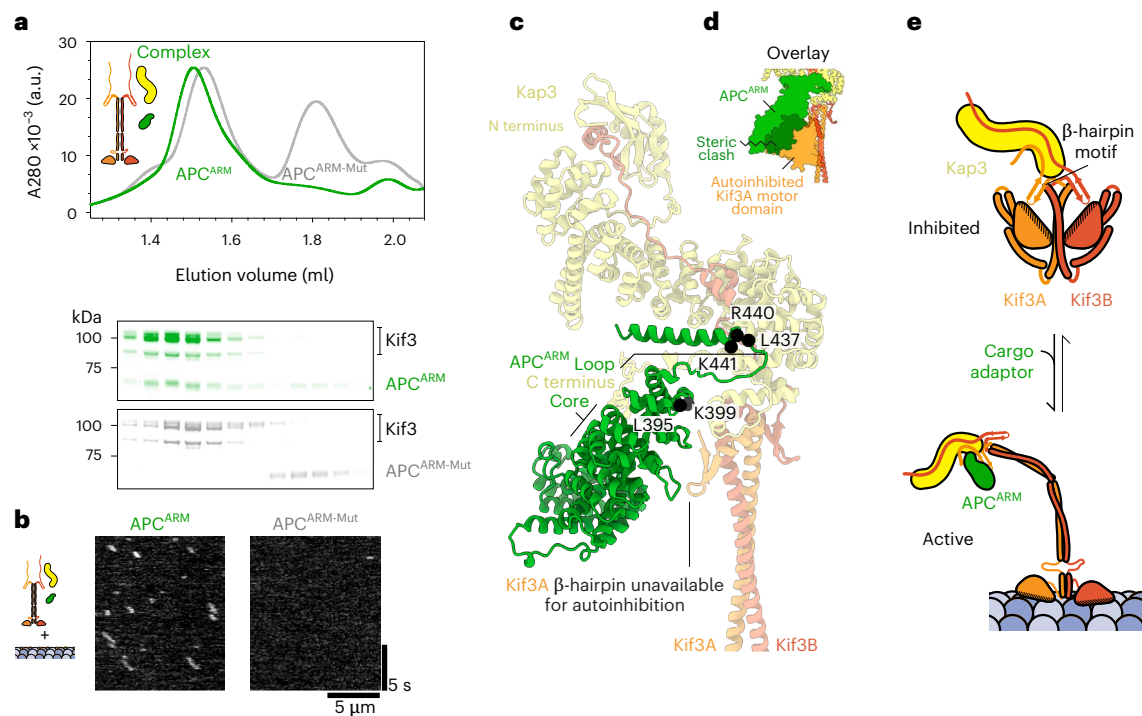 a
30
20
10
0
A280 ×10⁻³ (a.u.)
Complex
APC^ARM
APC^ARM-Mut
1.4
1.6
1.8
2.0
Elution volume (ml)
kDa
100
75
Kif3
APC^ARM
100
75
Kif3
APC^ARM-Mut
b
APC^ARM
APC^ARM-Mut
+
5 s
5 µm
c
Kap3
N terminus
R440
L437
K441
APC^ARM Loop
C terminus
Core
K399
L395
Kif3A β-hairpin unavailable
for autoinhibition
Kif3A
Kif3B
d
Overlay
APC^ARM
Steric
clash
Autoinhibited
Kif3A motor
domain
e
β-hairpin
motif
Kap3
Inhibited
Kif3A
Kif3B
Cargo
adaptor
APC^ARM
Active